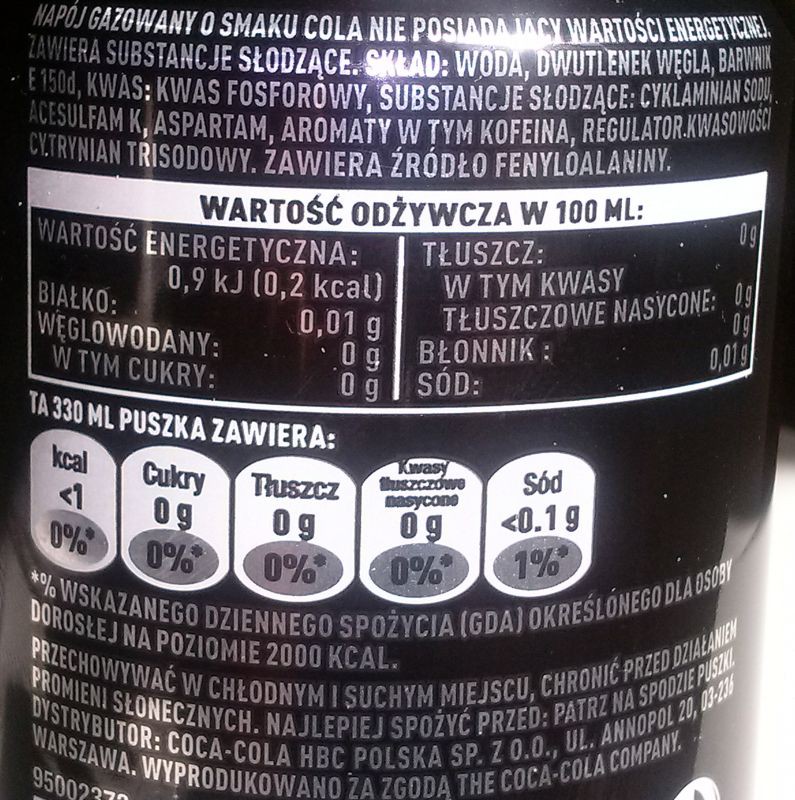 NAPÓJ GAZOWANY O SMAKU COLA NIE POSIADAJĄCY WARTOŚCI ENERGETYCZNEJ.
ZAWIERA SUBSTANCJE SŁODZĄCE. SKŁAD: WODA, DWUTLENEK WĘGLA, BARWNIK
E 150d, KWAS: KWAS FOSFOROWY, SUBSTANCJE SŁODZĄCE: CYKLAMINIAN SODU,
ACESULFAM K, ASPARTAM, AROMATY W TYM KOFEINA, REGULATOR KWASOWOŚCI
CYTRYNIAN TRISODOWY. ZAWIERA ŹRÓDŁO FENYLOALANINY.
WARTOŚĆ ODŻYWCZA W 100 ML:
WARTOŚĆ ENERGETYCZNA:
0,9 kJ (0,2 kcal)
BIAŁKO: 0,01 g
WĘGLOWODANY: 0 g
W TYM CUKRY: 0 g
TŁUSZCZ: 0 g
W TYM KWASY
TŁUSZCZOWE NASYCONE: 0 g
BŁONNIK : 0 g
SÓD: 0,01 g
TA 330 ML PUSZKA ZAWIERA:
kcal
<1
0%*
Cukry
0 g
0%*
Tłuszcz
0 g
0%*
Kwasy
tłuszczowe
nasycone
0 g
0%*
Sód
<0.1 g
1%*
*% WSKAZANEGO DZIENNEGO SPOŻYCIA (GDA) OKREŚLÓNEGO DLA OSOBY
DOROSŁEJ NA POZIOMIE 2000 KCAL.
PRZECHOWYWAĆ W CHŁODNYM I SUCHYM MIEJSCU, CHRONIĆ PRZED DZIAŁANIEM
PROMIENI SŁONECZNYCH. NAJLEPIEJ SPOŻYĆ PRZED: PATRZ NA SPODZIE PUSZKI.
DYSTRYBUTOR: COCA-COLA HBC POLSKA SP. Z O.O., UL. ANNOPOL 20, 03-236
WARSZAWA. WYPRODUKOWANO ZA ZGODĄ THE COCA-COLA COMPANY.